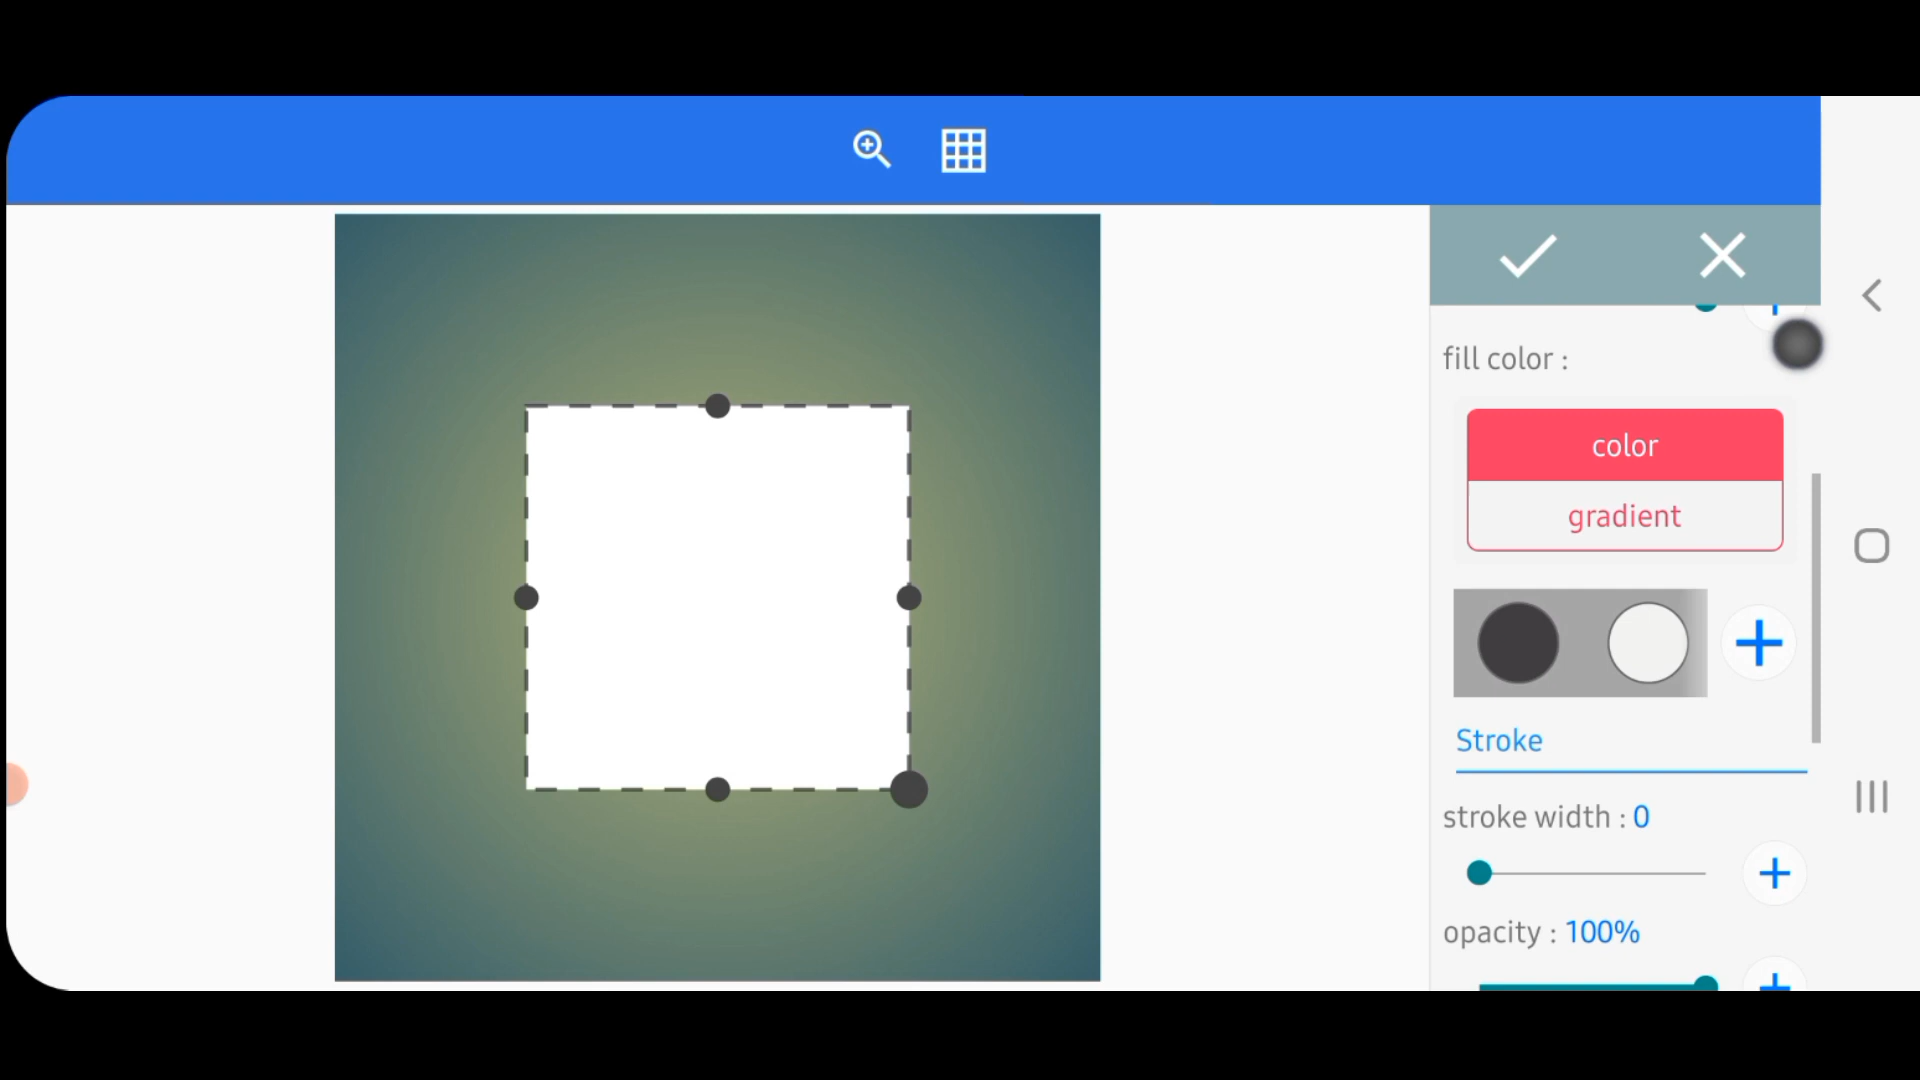 fill color :
color
gradient
Stroke
stroke width : 0
opacity : 100%